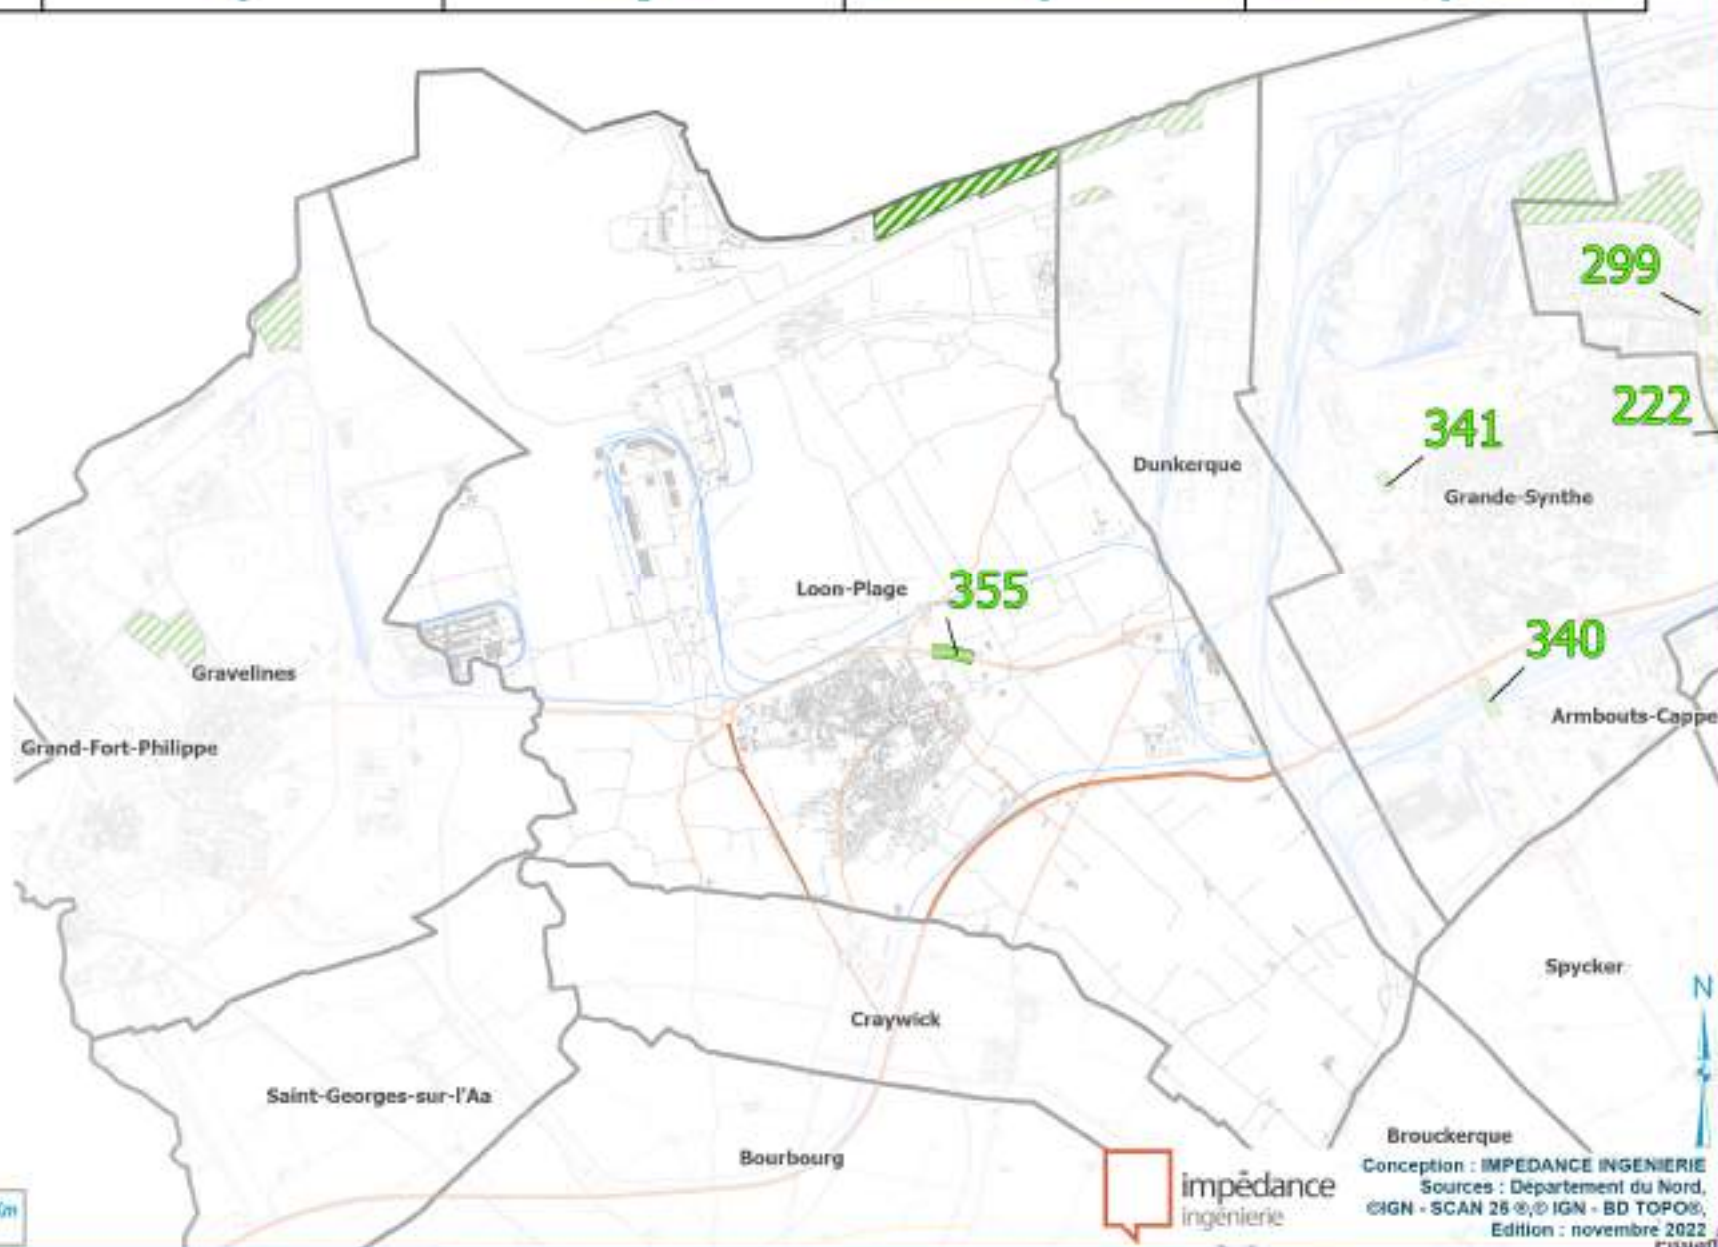 299
222
341
Dunkerque
Grande-Synthe
Loon-Plage
355
340
Gravelines
Armbouts-Cappe
Grand-Fort-Philippe
Spycker
N
Craywick
Saint-Georges-sur-l'Aa
Brouckerque
Bourbourg
impédance
ingénierie
Conception : IMPEDANCE INGENIERIE
Sources : Département du Nord,
©IGN - SCAN 25 ®,© IGN - BD TOPO®,
Edition : novembre 2022